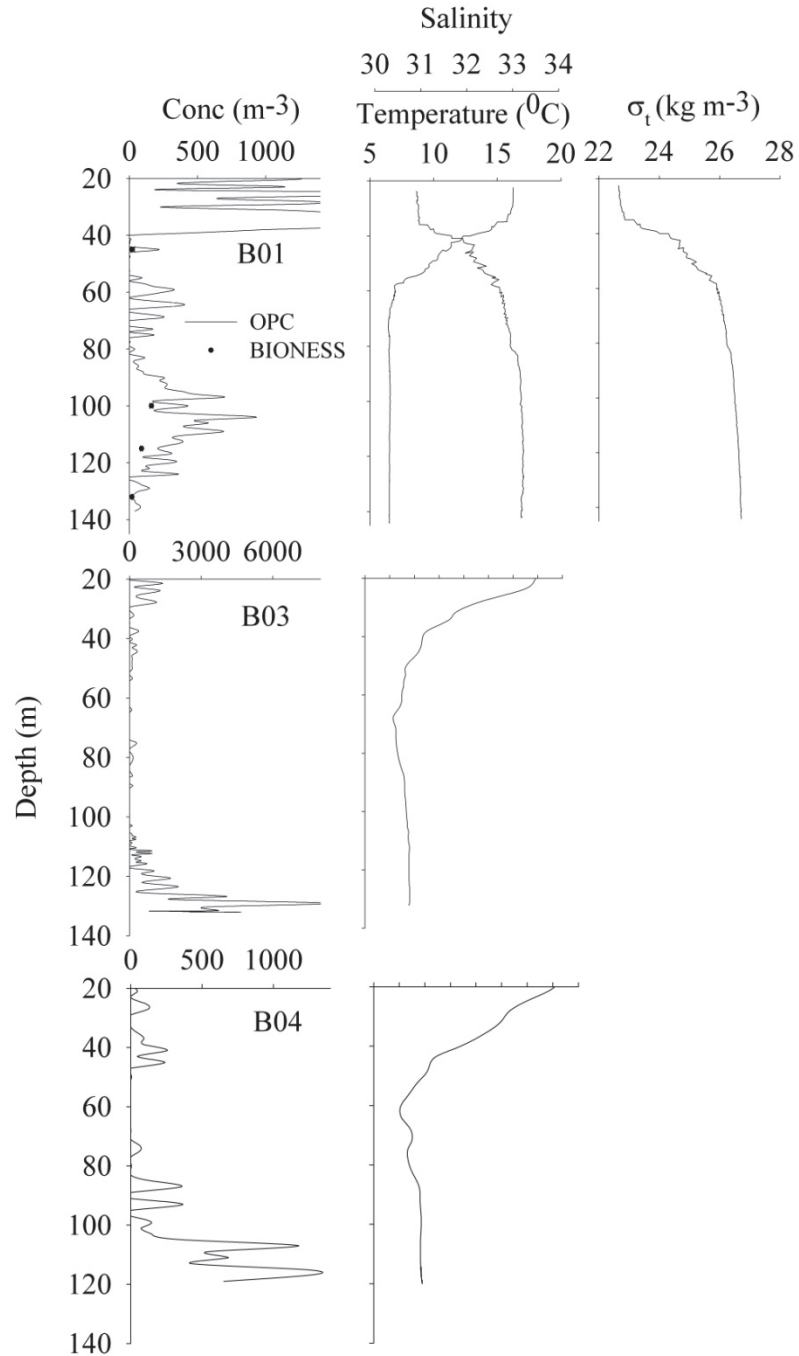 Salinity
30 31 32 33 34
Conc (m-3)
Temperature (⁰C)
σt (kg m-3)
0 500 1000
5 10 15 20
22 24 26 28
20
40
B01
60
OPC
BIONESS
80
100
120
140
0 3000 6000
20
B03
40
60
80
100
120
140
Depth (m)
0 500 1000
20
B04
40
60
80
100
120
140